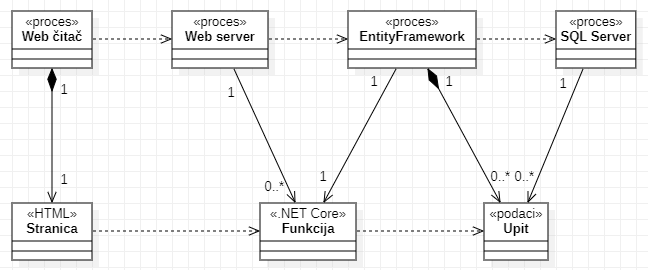 «proces»
Web čitač
«proces»
Web server
«proces»
EntityFramework
«proces»
SQL Server
1
1
1
1
1
1
0..*
1
0..*
0..*
«HTML»
Stranica
«.NET Core»
Funkcija
«podaci»
Upit